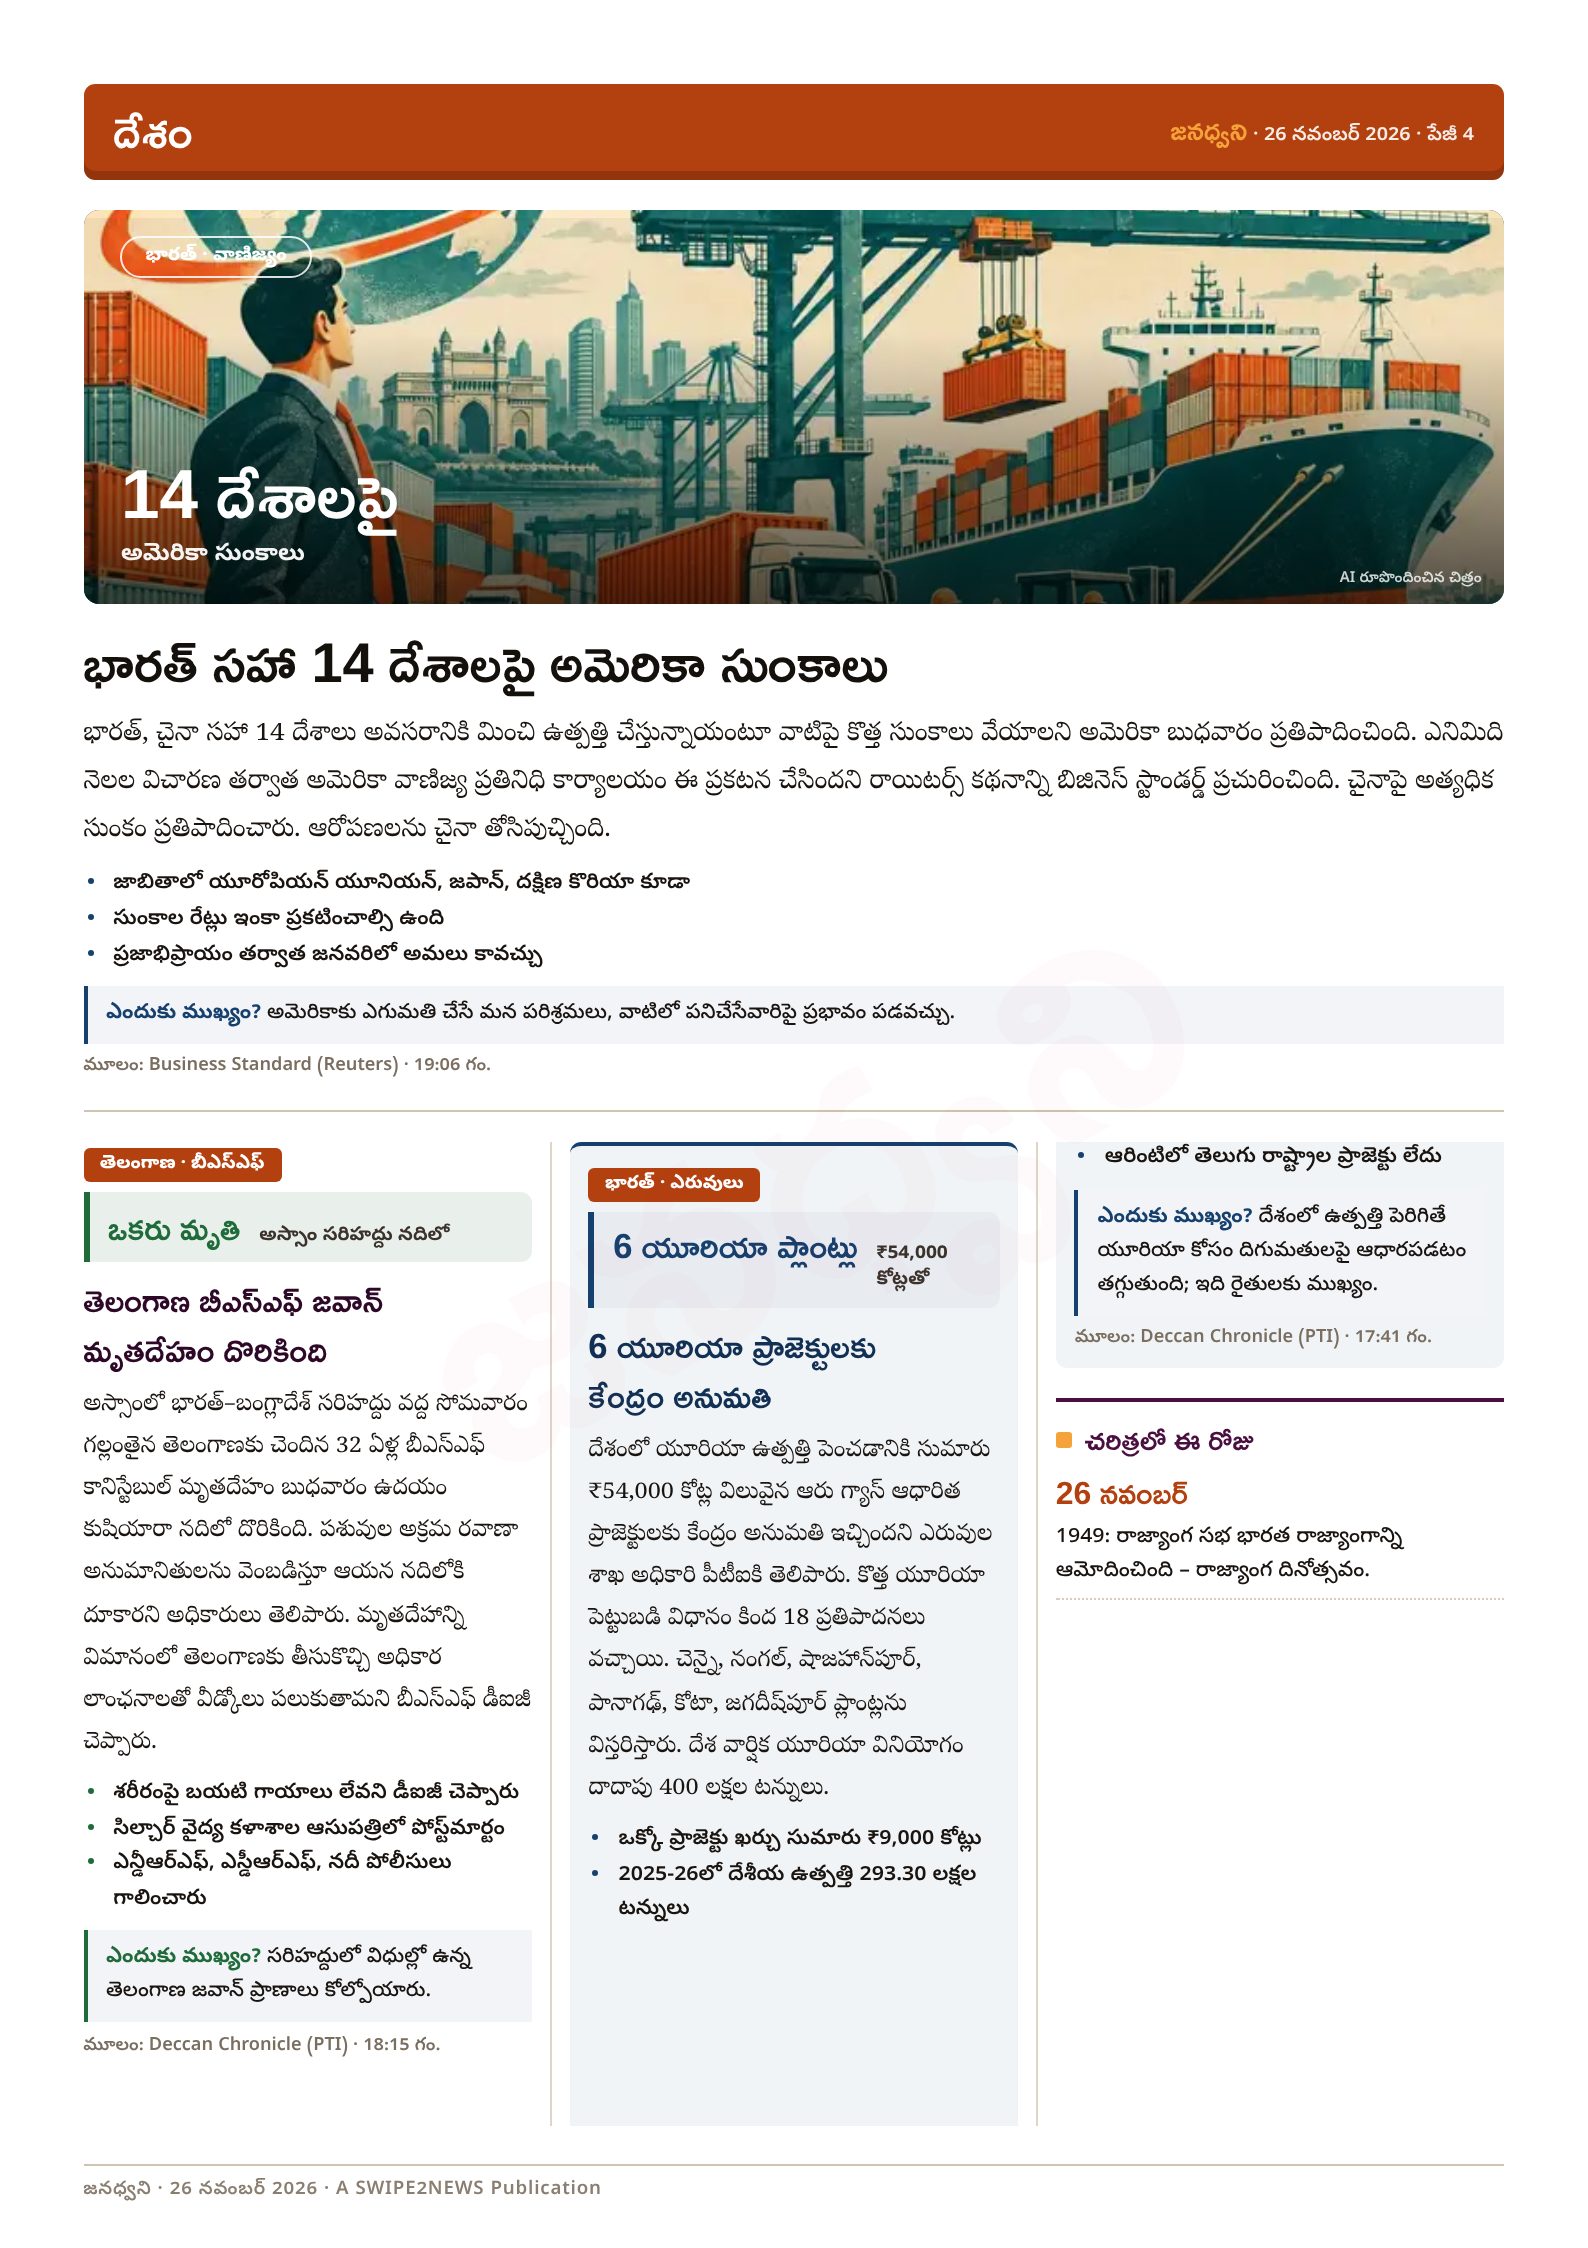 దేశం
జనధ్వని · 26 నవంబర్ 2026 · పేజీ 4
భారత్ · వాణిజ్యం
14 దేశాలపై
అమెరికా సుంకాలు
AI రూపొందించిన చిత్రం
భారత్ సహా 14 దేశాలపై అమెరికా సుంకాలు
భారత్, చైనా సహా 14 దేశాలు అవసరానికి మించి ఉత్పత్తి చేస్తున్నాయంటూ వాటిపై కొత్త సుంకాలు వేయాలని అమెరికా బుధవారం ప్రతిపాదించింది. ఎనిమిది
నెలల విచారణ తర్వాత అమెరికా వాణిజ్య ప్రతినిధి కార్యాలయం ఈ ప్రకటన చేసిందని రాయిటర్స్ కథనాన్ని బిజినెస్ స్టాండర్డ్ ప్రచురించింది. చైనాపై అత్యధిక
సుంకం ప్రతిపాదించారు. ఆరోపణలను చైనా తోసిపుచ్చింది.
• జాబితాలో యూరోపియన్ యూనియన్, జపాన్, దక్షిణ కొరియా కూడా
• సుంకాల రేట్లు ఇంకా ప్రకటించాల్సి ఉంది
• ప్రజాభిప్రాయం తర్వాత జనవరిలో అమలు కావచ్చు
ఎందుకు ముఖ్యం? అమెరికాకు ఎగుమతి చేసే మన పరిశ్రమలు, వాటిలో పనిచేసేవారిపై ప్రభావం పడవచ్చు.
మూలం: Business Standard (Reuters) · 19:06 గం.
తెలంగాణ · బీఎస్ఎఫ్
ఒకరు మృతి అస్సాం సరిహద్దు నదిలో
తెలంగాణ బీఎస్ఎఫ్ జవాన్
మృతదేహం దొరికింది
అస్సాంలో భారత్–బంగ్లాదేశ్ సరిహద్దు వద్ద సోమవారం
గల్లంతైన తెలంగాణకు చెందిన 32 ఏళ్ల బీఎస్ఎఫ్
కానిస్టేబుల్ మృతదేహం బుధవారం ఉదయం
కుషియారా నదిలో దొరికింది. పశువుల అక్రమ రవాణా
అనుమానితులను వెంబడిస్తూ ఆయన నదిలోకి
దూకారని అధికారులు తెలిపారు. మృతదేహాన్ని
విమానంలో తెలంగాణకు తీసుకొచ్చి అధికార
లాంఛనాలతో వీడ్కోలు పలుకుతామని బీఎస్ఎఫ్ డీఐజీ
చెప్పారు.
• శరీరంపై బయటి గాయాలు లేవని డీఐజీ చెప్పారు
• సిల్చార్ వైద్య కళాశాల ఆసుపత్రిలో పోస్ట్‌మార్టం
• ఎన్డీఆర్ఎఫ్, ఎస్డీఆర్ఎఫ్, నదీ పోలీసులు
గాలించారు
ఎందుకు ముఖ్యం? సరిహద్దులో విధుల్లో ఉన్న
తెలంగాణ జవాన్ ప్రాణాలు కోల్పోయారు.
మూలం: Deccan Chronicle (PTI) · 18:15 గం.
భారత్ · ఎరువులు
6 యూరియా ప్లాంట్లు ₹54,000
కోట్లతో
6 యూరియా ప్రాజెక్టులకు
కేంద్రం అనుమతి
దేశంలో యూరియా ఉత్పత్తి పెంచడానికి సుమారు
₹54,000 కోట్ల విలువైన ఆరు గ్యాస్ ఆధారిత
ప్రాజెక్టులకు కేంద్రం అనుమతి ఇచ్చిందని ఎరువుల
శాఖ అధికారి పీటీఐకి తెలిపారు. కొత్త యూరియా
పెట్టుబడి విధానం కింద 18 ప్రతిపాదనలు
వచ్చాయి. చెన్నై, నంగల్, షాజహాన్‌పూర్,
పానాగఢ్, కోటా, జగదీష్‌పూర్ ప్లాంట్లను
విస్తరిస్తారు. దేశ వార్షిక యూరియా వినియోగం
దాదాపు 400 లక్షల టన్నులు.
• ఒక్కో ప్రాజెక్టు ఖర్చు సుమారు ₹9,000 కోట్లు
• 2025-26లో దేశీయ ఉత్పత్తి 293.30 లక్షల
టన్నులు
• ఆరింటిలో తెలుగు రాష్ట్రాల ప్రాజెక్టు లేదు
ఎందుకు ముఖ్యం? దేశంలో ఉత్పత్తి పెరిగితే
యూరియా కోసం దిగుమతులపై ఆధారపడటం
తగ్గుతుంది; ఇది రైతులకు ముఖ్యం.
మూలం: Deccan Chronicle (PTI) · 17:41 గం.
చరిత్రలో ఈ రోజు
26 నవంబర్
1949: రాజ్యాంగ సభ భారత రాజ్యాంగాన్ని
ఆమోదించింది – రాజ్యాంగ దినోత్సవం.
జనధ్వని
జనధ్వని · 26 నవంబర్ 2026 · A SWIPE2NEWS Publication